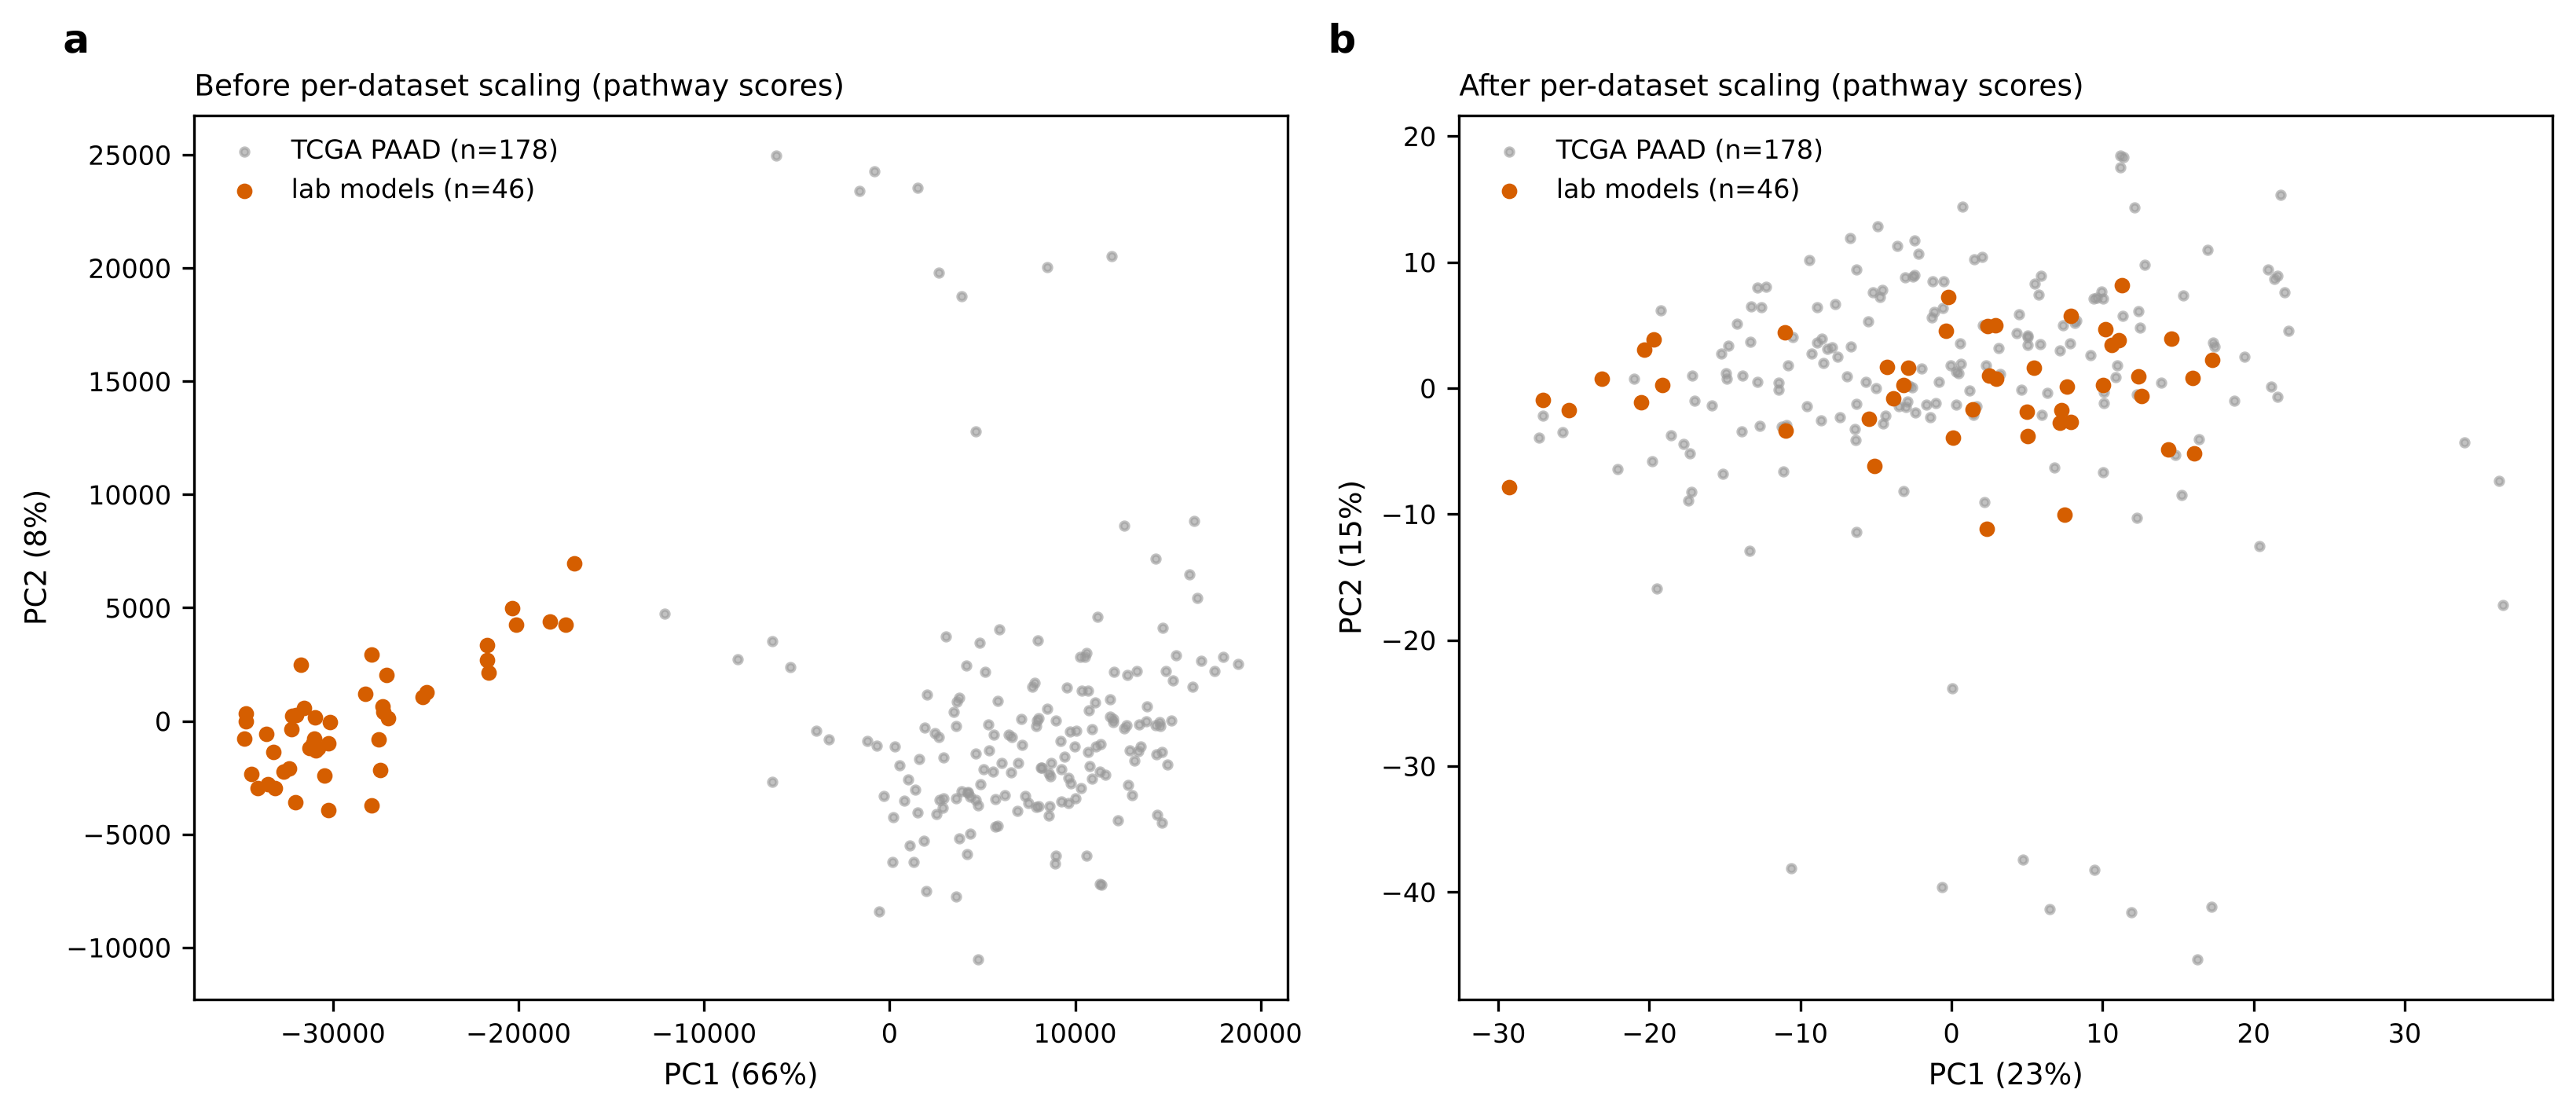 a
Before per-dataset scaling (pathway scores)
TCGA PAAD (n=178)
lab models (n=46)
25000
20000
15000
10000
5000
0
−5000
−10000
PC2 (8%)
−30000 −20000 −10000 0 10000 20000
PC1 (66%)
b
After per-dataset scaling (pathway scores)
TCGA PAAD (n=178)
lab models (n=46)
20
10
0
−10
−20
−30
−40
PC2 (15%)
−30 −20 −10 0 10 20 30
PC1 (23%)